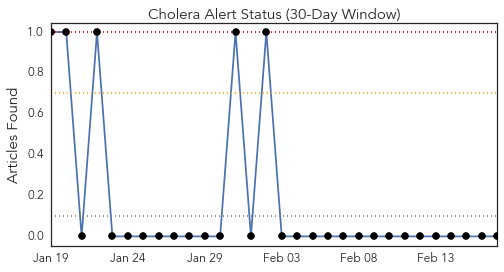 Cholera Alert Status (30-Day Window)
Articles Found
1.0
0.8
0.6
0.4
0.2
0.0
Jan 19
Jan 24
Jan 29
Feb 03
Feb 08
Feb 13